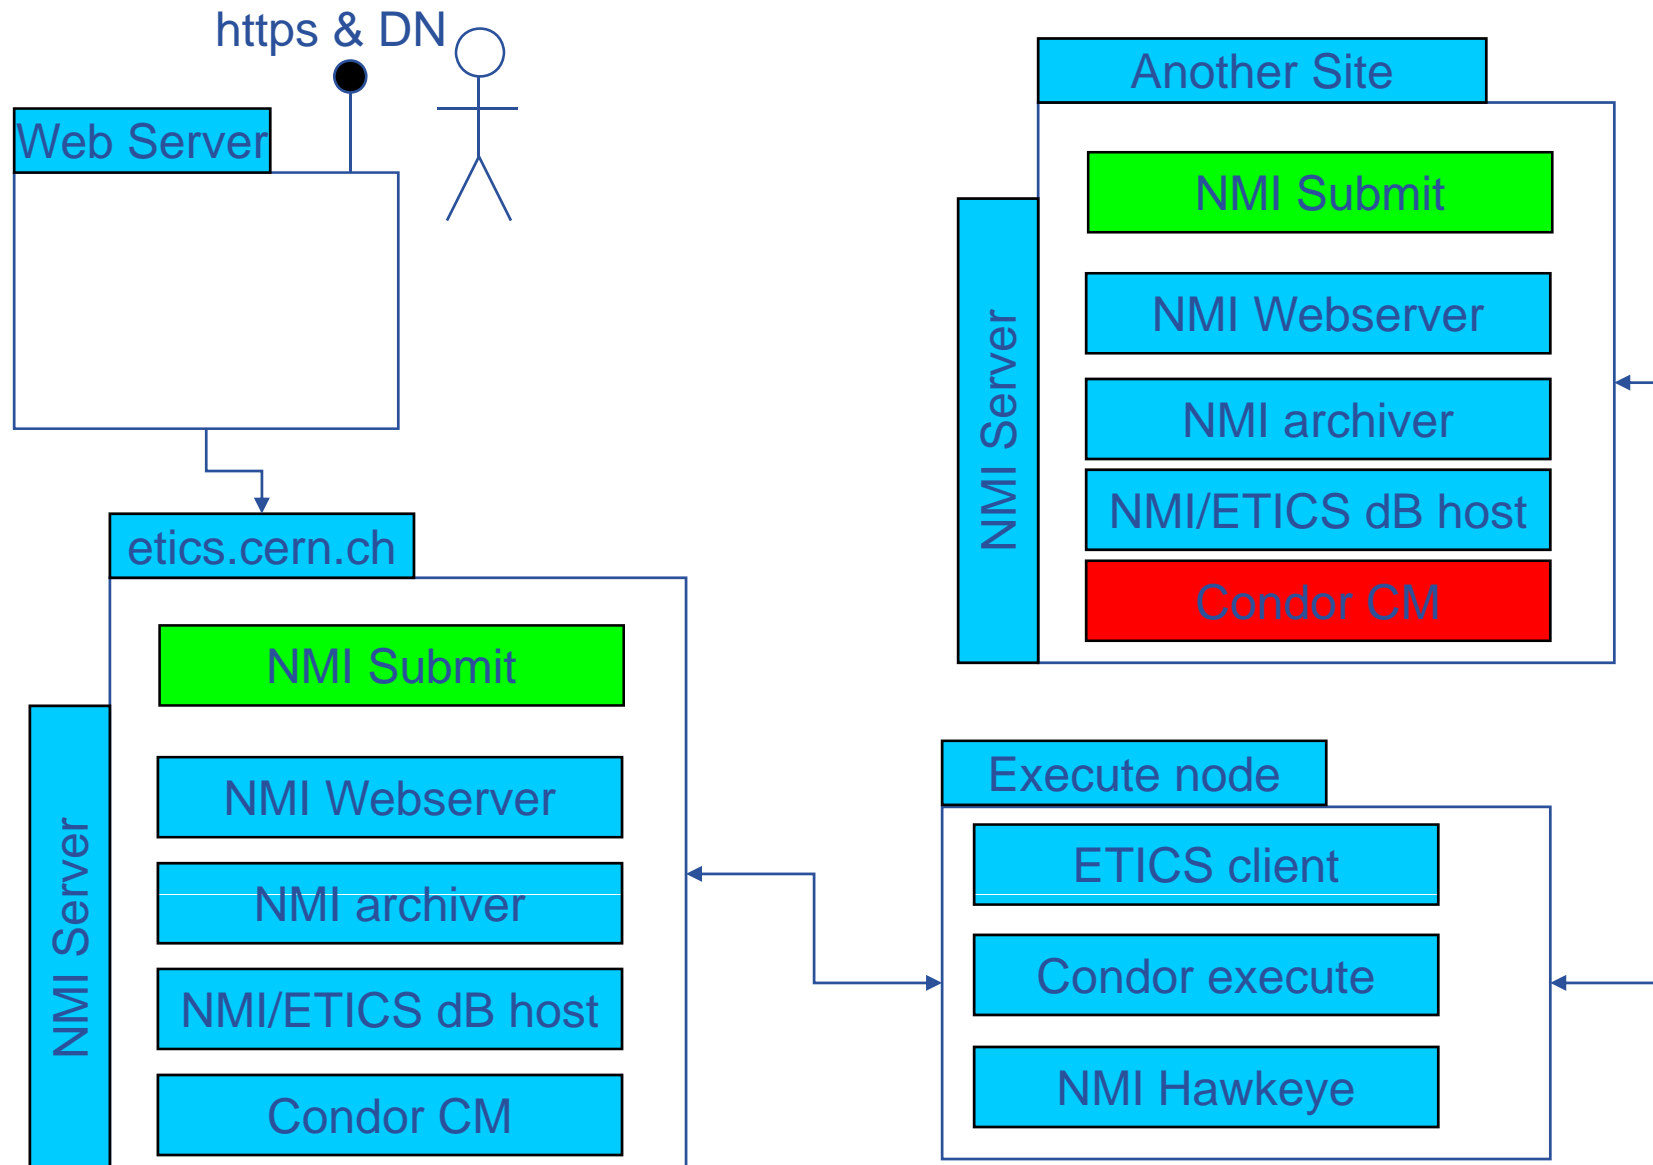 https & DN
Web Server
etics.cern.ch
NMI Server
NMI Submit
NMI Webserver
NMI archiver
NMI/ETICS dB host
Condor CM
Another Site
NMI Server
NMI Submit
NMI Webserver
NMI archiver
NMI/ETICS dB host
Condor CM
Execute node
ETICS client
Condor execute
NMI Hawkeye